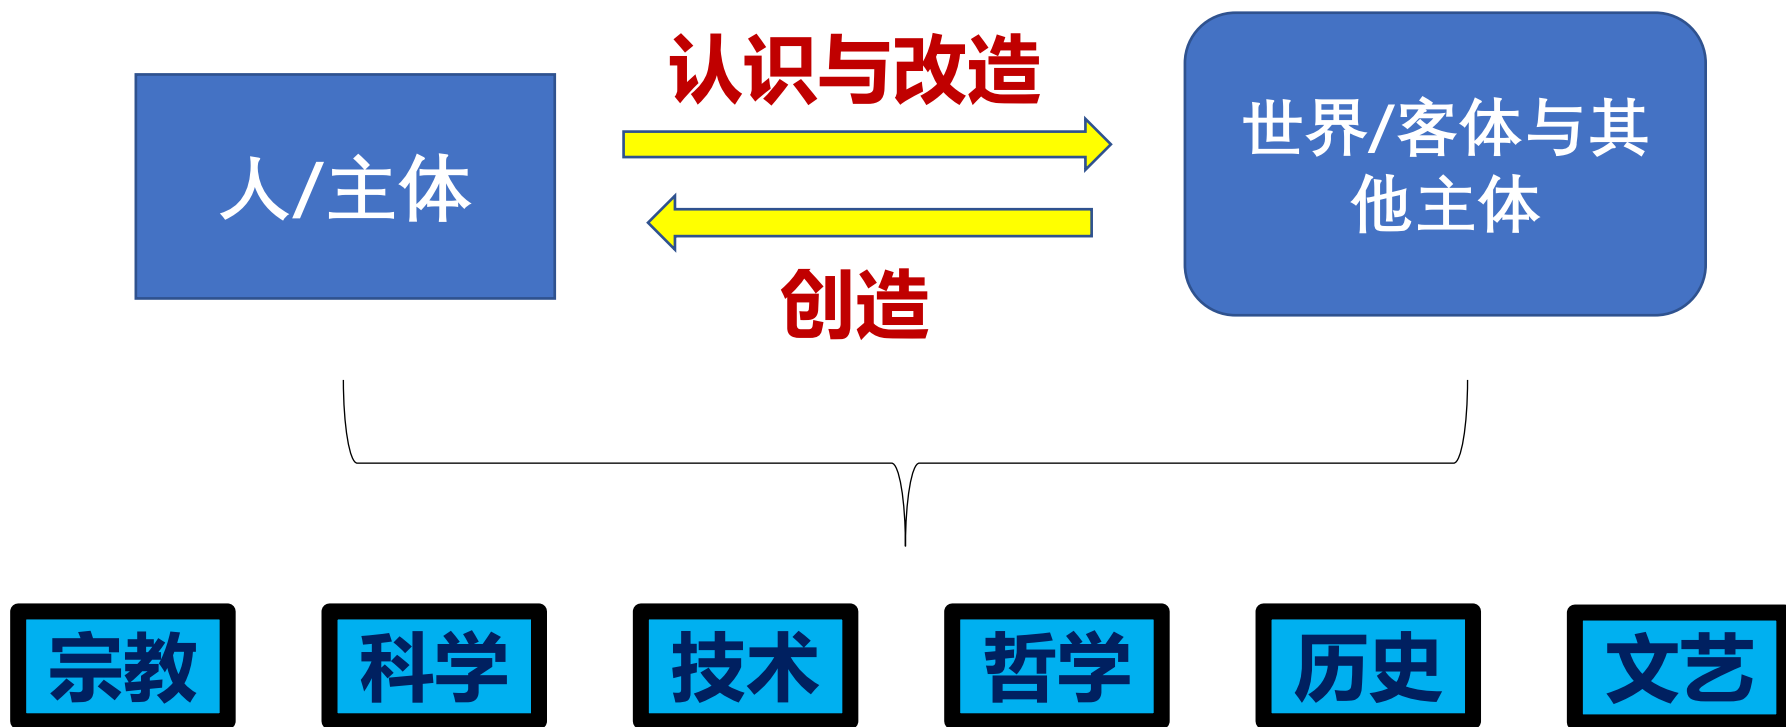 认识与改造
人/主体
世界/客体与其
他主体
创造
宗教
科学
技术
哲学
历史
文艺